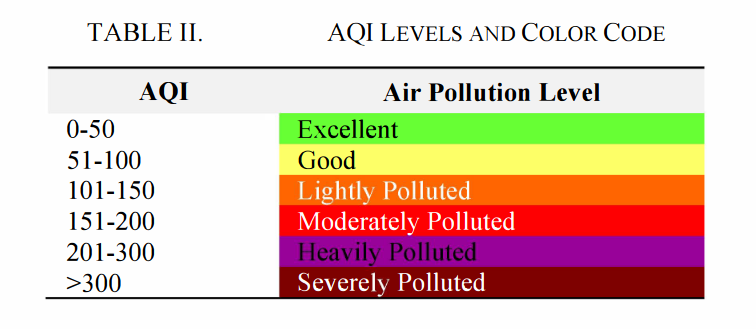 TABLE II. AQI LEVELS AND COLOR CODE
AQI Air Pollution Level
0-50 Excellent
51-100 Good
101-150 Lightly Polluted
151-200 Moderately Polluted
201-300 Heavily Polluted
>300 Severely Polluted